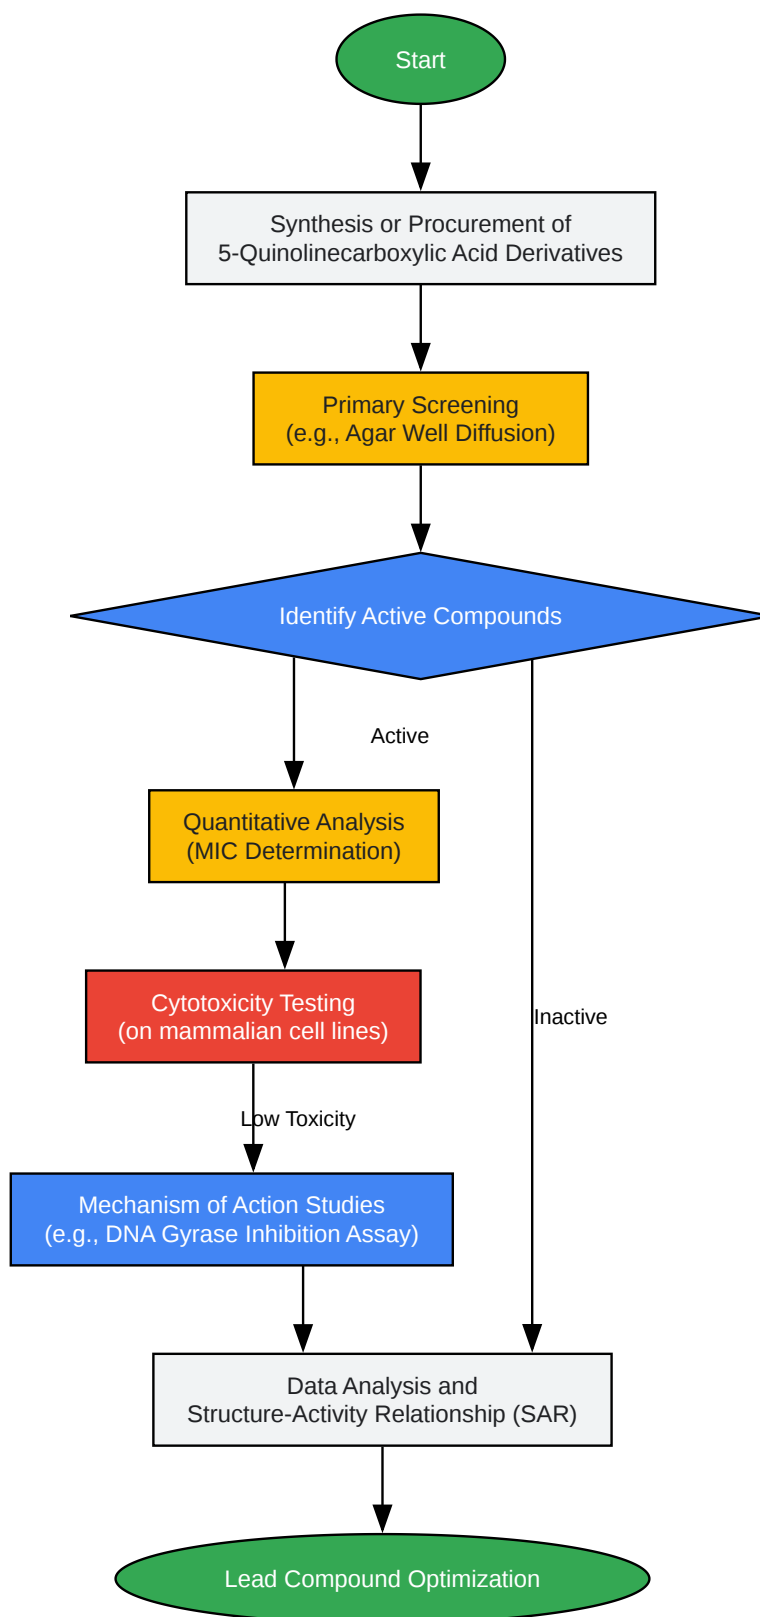 Start
Synthesis or Procurement of
5-Quinolinecarboxylic Acid Derivatives
Primary Screening
(e.g., Agar Well Diffusion)
Identify Active Compounds
Active
Quantitative Analysis
(MIC Determination)
Cytotoxicity Testing
(on mammalian cell lines)
Inactive
Low Toxicity
Mechanism of Action Studies
(e.g., DNA Gyrase Inhibition Assay)
Data Analysis and
Structure-Activity Relationship (SAR)
Lead Compound Optimization